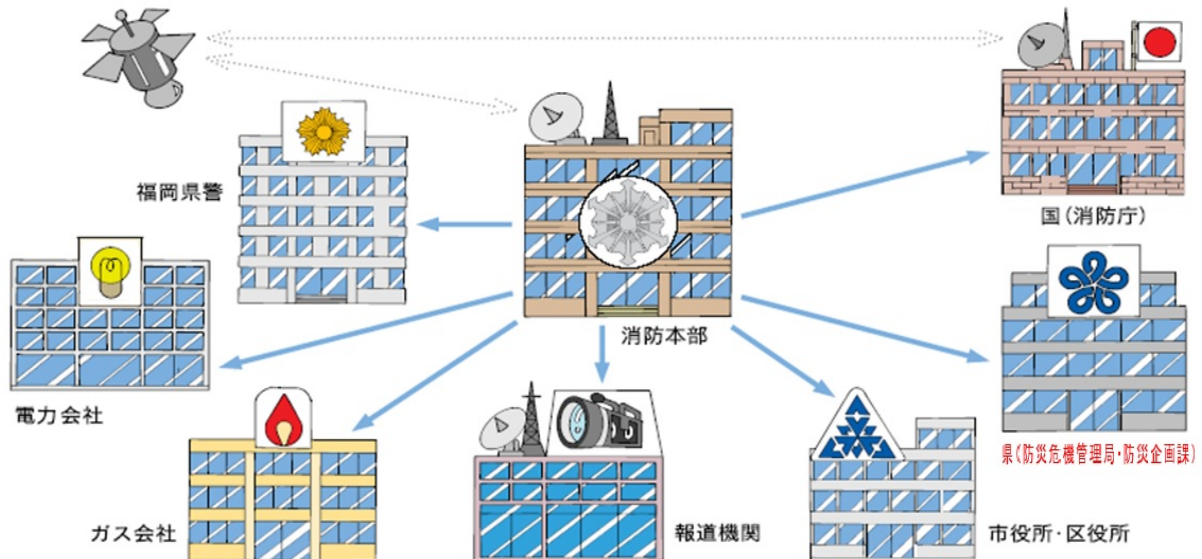 福岡県警
国(消防庁)
消防本部
電力会社
県(防災危機管理局・防災企画課)
ガス会社
報道機関
市役所・区役所